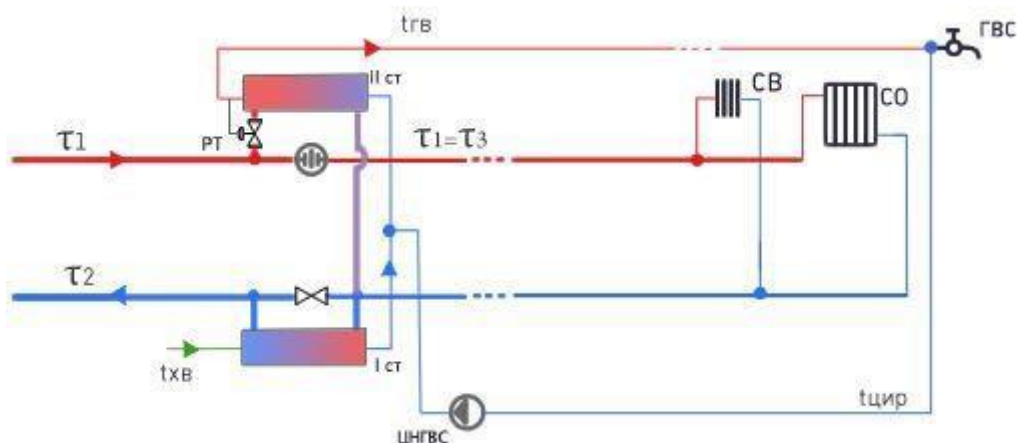 tгв
ГВС
II ст
СВ
СО
τ1
РТ
τ1=τ3
τ2
I ст
tхв
tцир
ЦНГВС